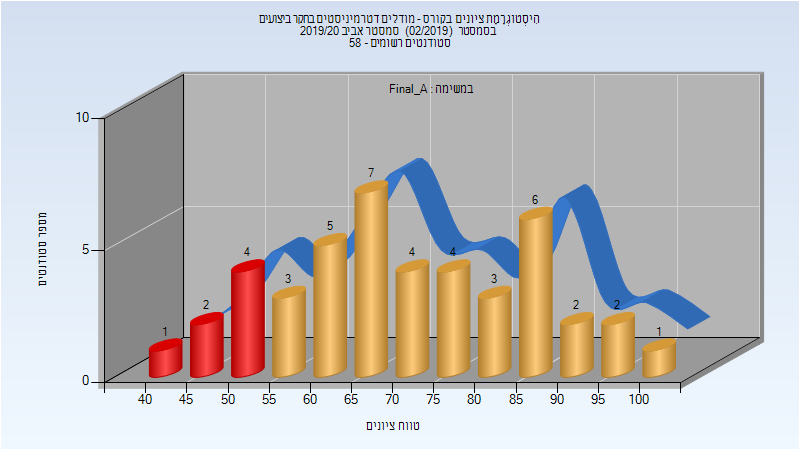 הִיסְטוֹגְרָמַת ציונים בקורס - מודלים דטרמיניסטים בחקר ביצועים
בסמסטר (02/2019) סמסטר אביב 2019/20
סטודנטים רשומים - 58
במשימה : Final_A
מספר סטודנטים
10
5
0
1
2
4
3
5
7
4
4
3
6
2
2
1
40 45 50 55 60 65 70 75 80 85 90 95 100
טווח ציונים